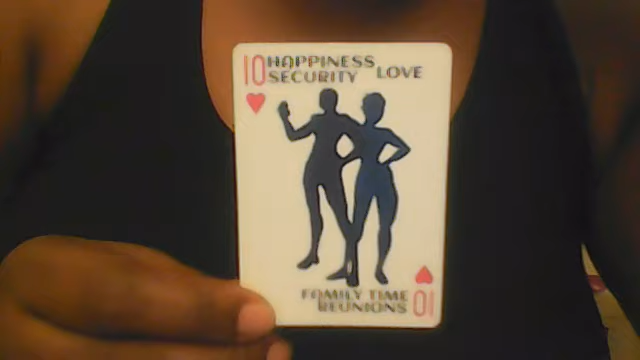 10 HAPPINESS
SECURITY LOVE
FAMILY TIME
REUNIONS 10